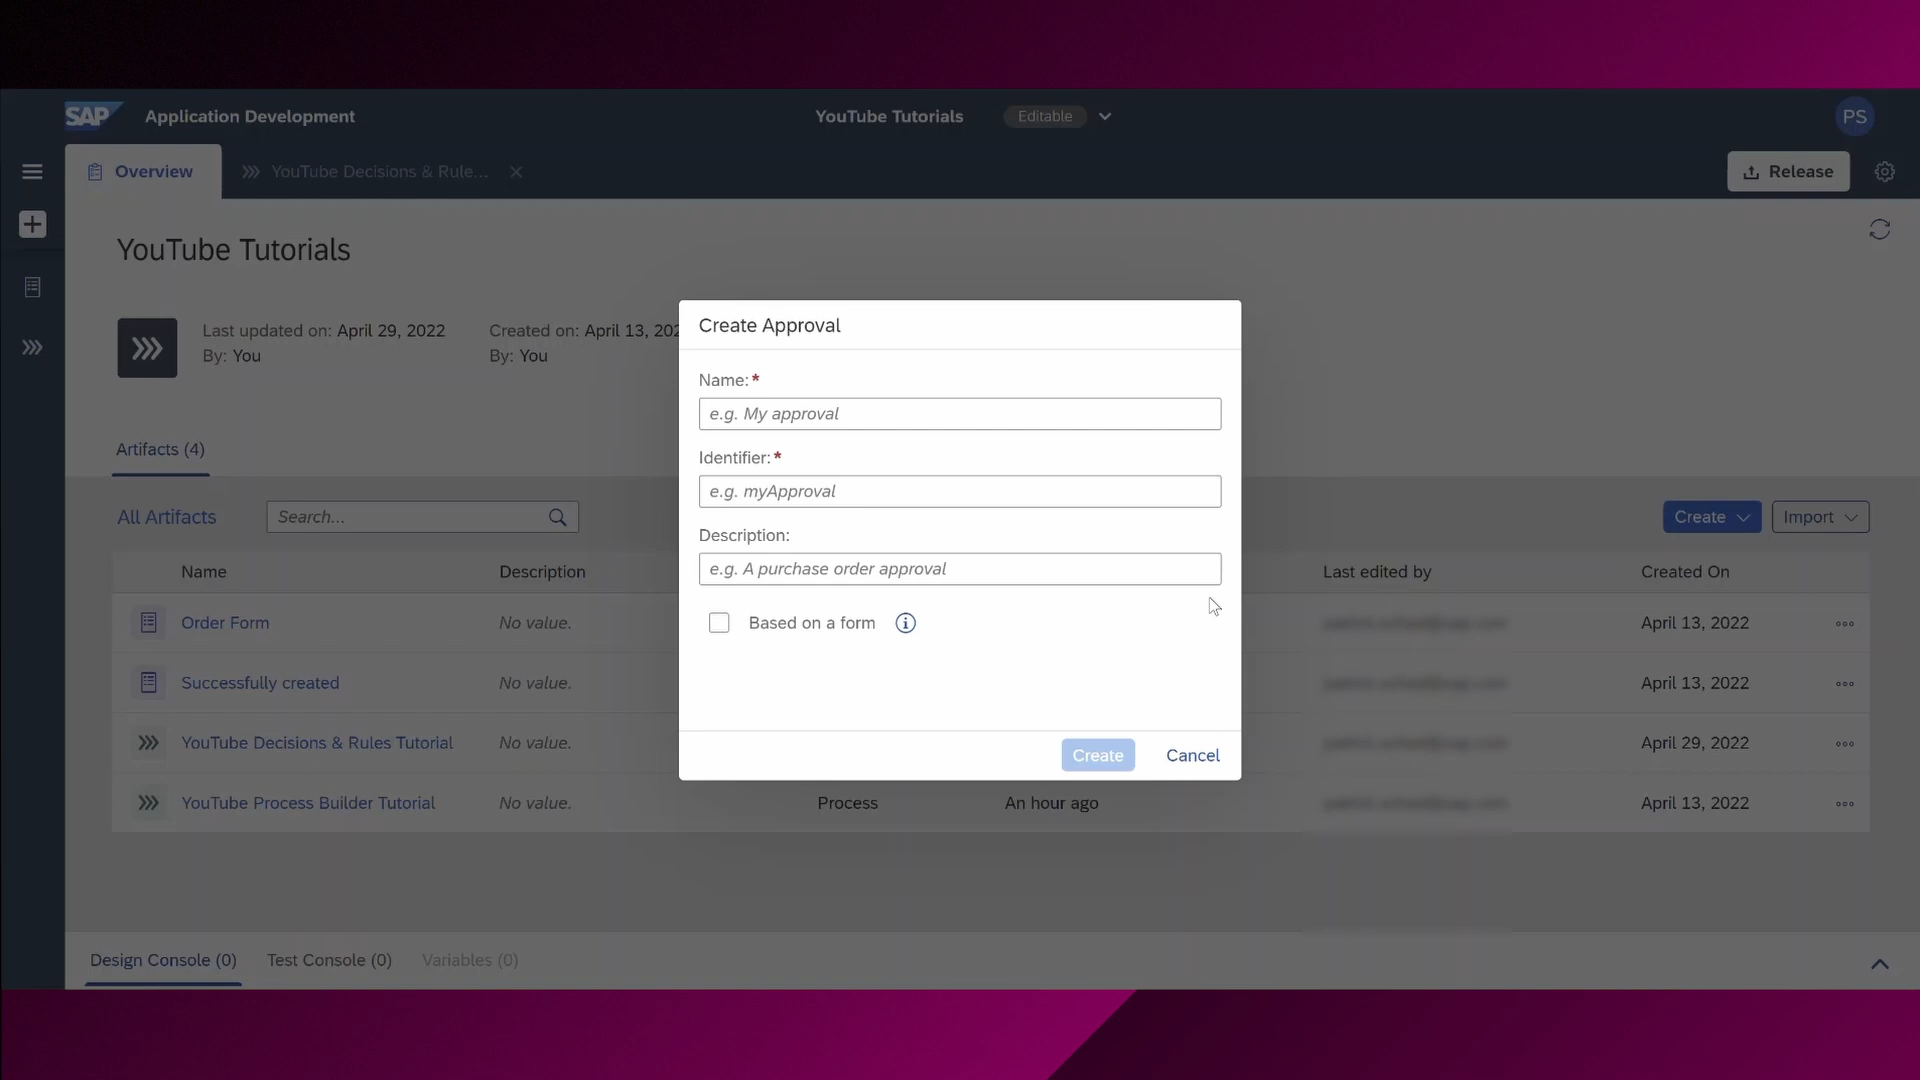 SAP Application Development YouTube Tutorials Editable PS
Overview YouTube Decisions & Rule... Release
YouTube Tutorials
Last updated on: April 29, 2022 Created on: April 13, 202
By: You By: You
Create Approval
Name:*
e.g. My approval
Identifier:*
e.g. myApproval
Description:
e.g. A purchase order approval
Based on a form
Create Cancel
Artifacts (4)
All Artifacts Search... Create Import
Name Description Last edited by Created On
Order Form No value. April 13, 2022
Successfully created No value. April 13, 2022
YouTube Decisions & Rules Tutorial No value. April 29, 2022
YouTube Process Builder Tutorial No value. Process An hour ago April 13, 2022
Design Console (0) Test Console (0) Variables (0)